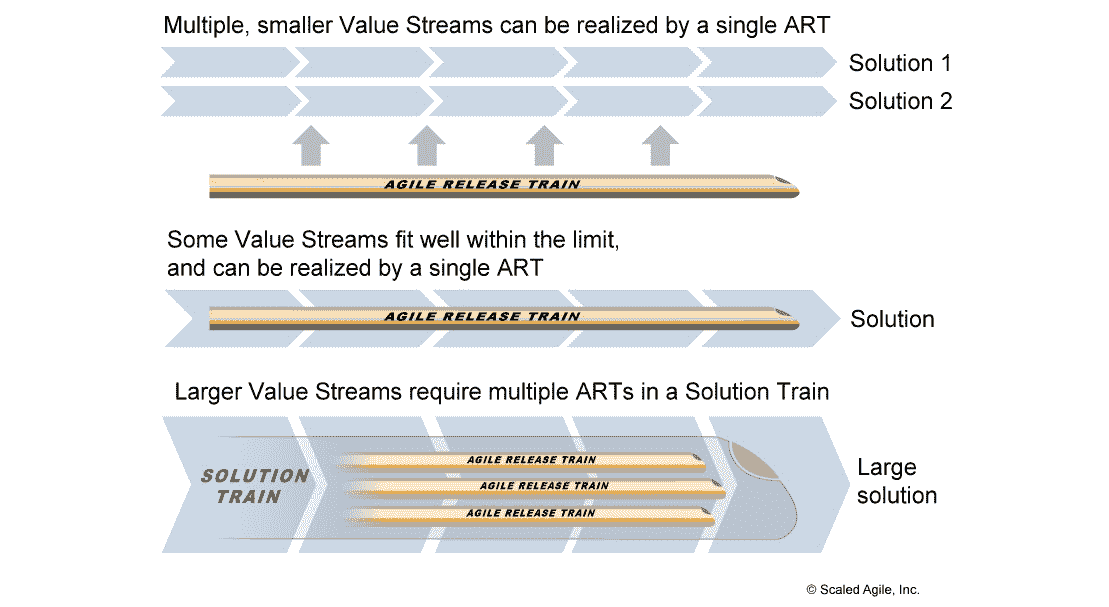 Multiple, smaller Value Streams can be realized by a single ART
Solution 1
Solution 2
AGILE RELEASE TRAIN
Some Value Streams fit well within the limit,
and can be realized by a single ART
AGILE RELEASE TRAIN
Solution
Larger Value Streams require multiple ARTs in a Solution Train
SOLUTION
TRAIN
AGILE RELEASE TRAIN
AGILE RELEASE TRAIN
AGILE RELEASE TRAIN
Large
solution
© Scaled Agile, Inc.